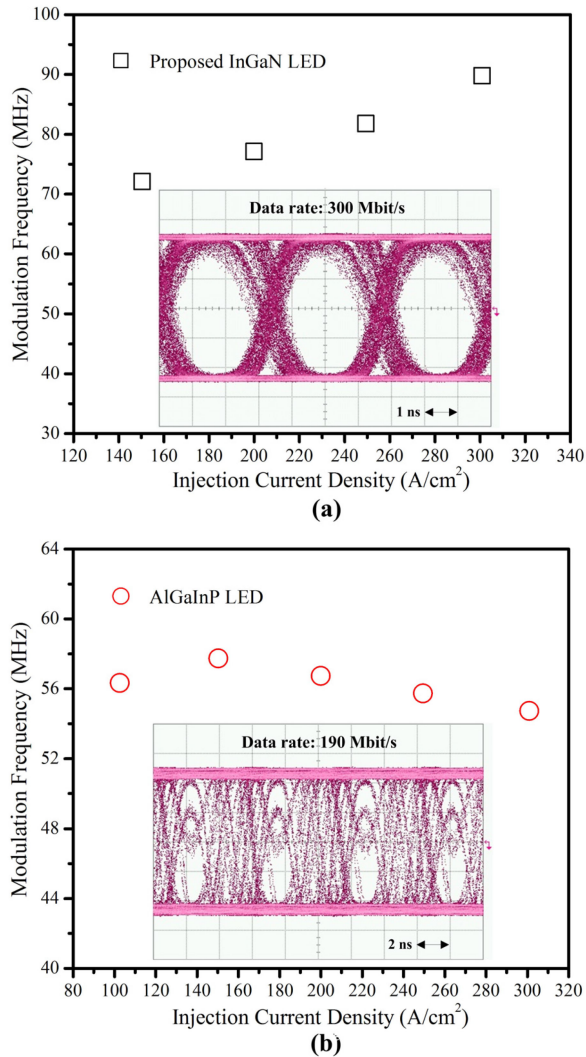 100
90
80
70
60
50
40
30
Modulation Frequency (MHz)
Proposed InGaN LED
Data rate: 300 Mbit/s
1 ns
120 140 160 180 200 220 240 260 280 300 320 340
Injection Current Density (A/cm²)
(a)
64
60
56
52
48
44
40
Modulation Frequency (MHz)
AlGaInP LED
Data rate: 190 Mbit/s
2 ns
80 100 120 140 160 180 200 220 240 260 280 300 320
Injection Current Density (A/cm²)
(b)